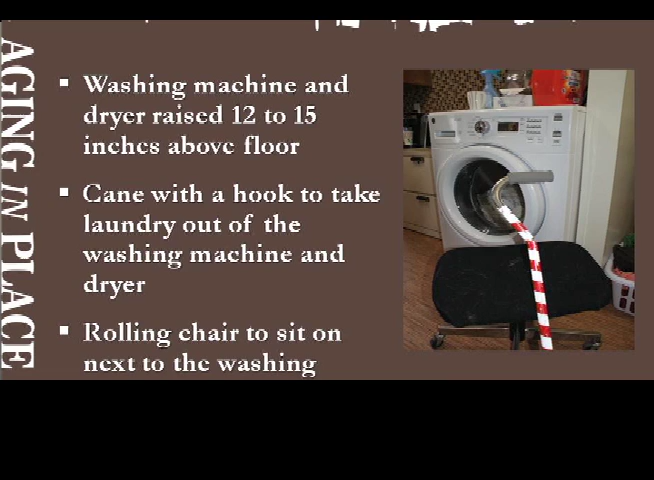 AGING IN PLACE
▪ Washing machine and
dryer raised 12 to 15
inches above floor
▪ Cane with a hook to take
laundry out of the
washing machine and
dryer
▪ Rolling chair to sit on
next to the washing